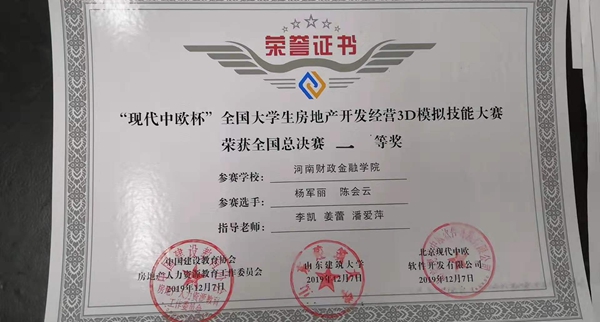 荣誉证书
“现代中欧杯”全国大学生房地产开发经营3D模拟技能大赛
荣获全国总决赛 等奖
参赛学校: 河南财政金融学院
参赛选手: 杨军丽 陈会云
指导老师: 李凯 姜蕾 潘爱萍
中国建设教育协会 山东建筑大学 北京现代中欧
房地产人力资源教育工作委员会 2019年12月7日 软件开发有限公司
2019年12月7日 2019年12月7日